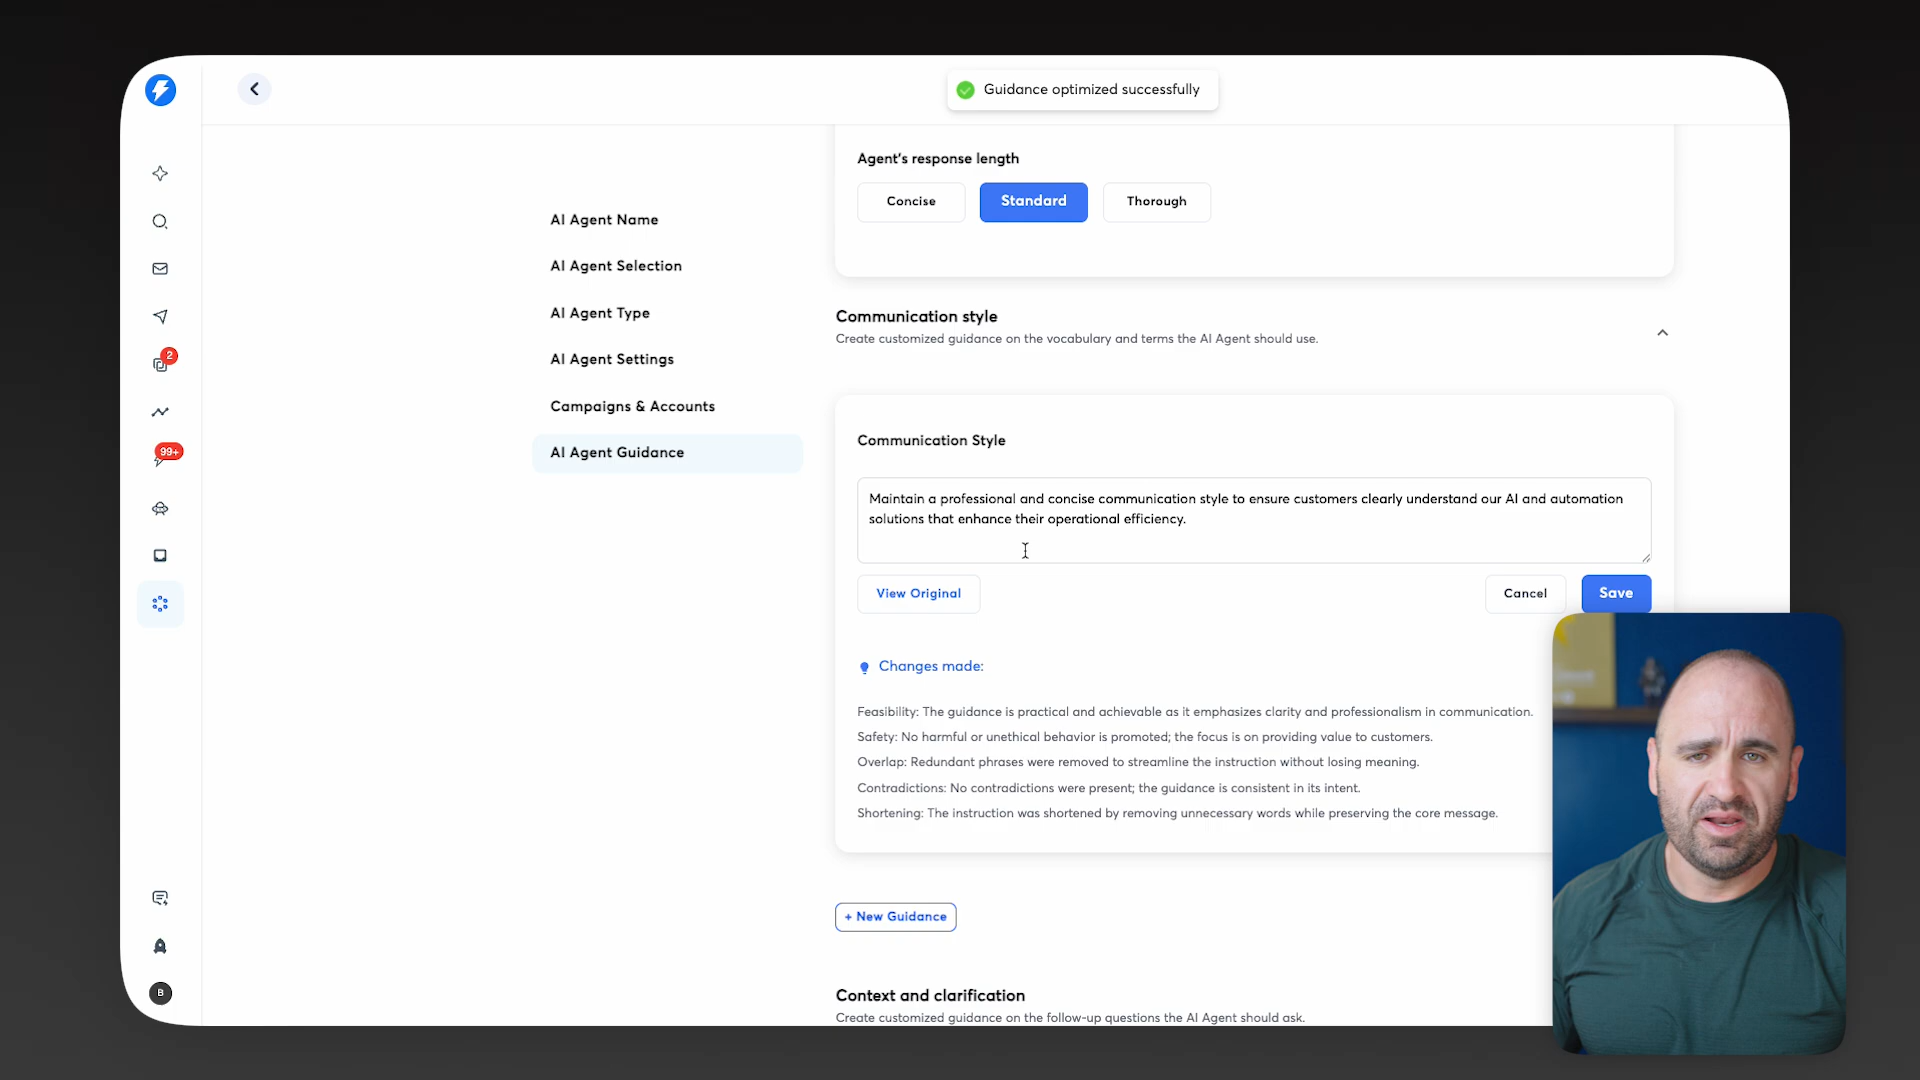 Guidance optimized successfully
Agent's response length
Concise
Standard
Thorough
AI Agent Name
AI Agent Selection
AI Agent Type
AI Agent Settings
Campaigns & Accounts
AI Agent Guidance
2
99+
B
Communication style
Create customized guidance on the vocabulary and terms the AI Agent should use.
Communication Style
Maintain a professional and concise communication style to ensure customers clearly understand our AI and automation
solutions that enhance their operational efficiency.
View Original
Cancel
Save
Changes made:
Feasibility: The guidance is practical and achievable as it emphasizes clarity and professionalism in communication.
Safety: No harmful or unethical behavior is promoted; the focus is on providing value to customers.
Overlap: Redundant phrases were removed to streamline the instruction without losing meaning.
Contradictions: No contradictions were present; the guidance is consistent in its intent.
Shortening: The instruction was shortened by removing unnecessary words while preserving the core message.
+ New Guidance
Context and clarification
Create customized guidance on the follow-up questions the AI Agent should ask.